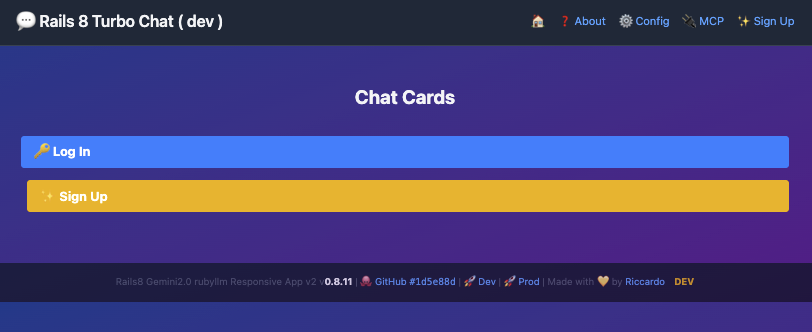 💬 Rails 8 Turbo Chat ( dev )
🏠 ❓ About ⚙️ Config 🔌 MCP ✨ Sign Up
Chat Cards
🔑 Log In
✨ Sign Up
Rails8 Gemini2.0 rubyllm Responsive App v2 v0.8.11 | 🐙 GitHub #1d5e88d | 🚀 Dev | 🚀 Prod | Made with 💛 by Riccardo DEV